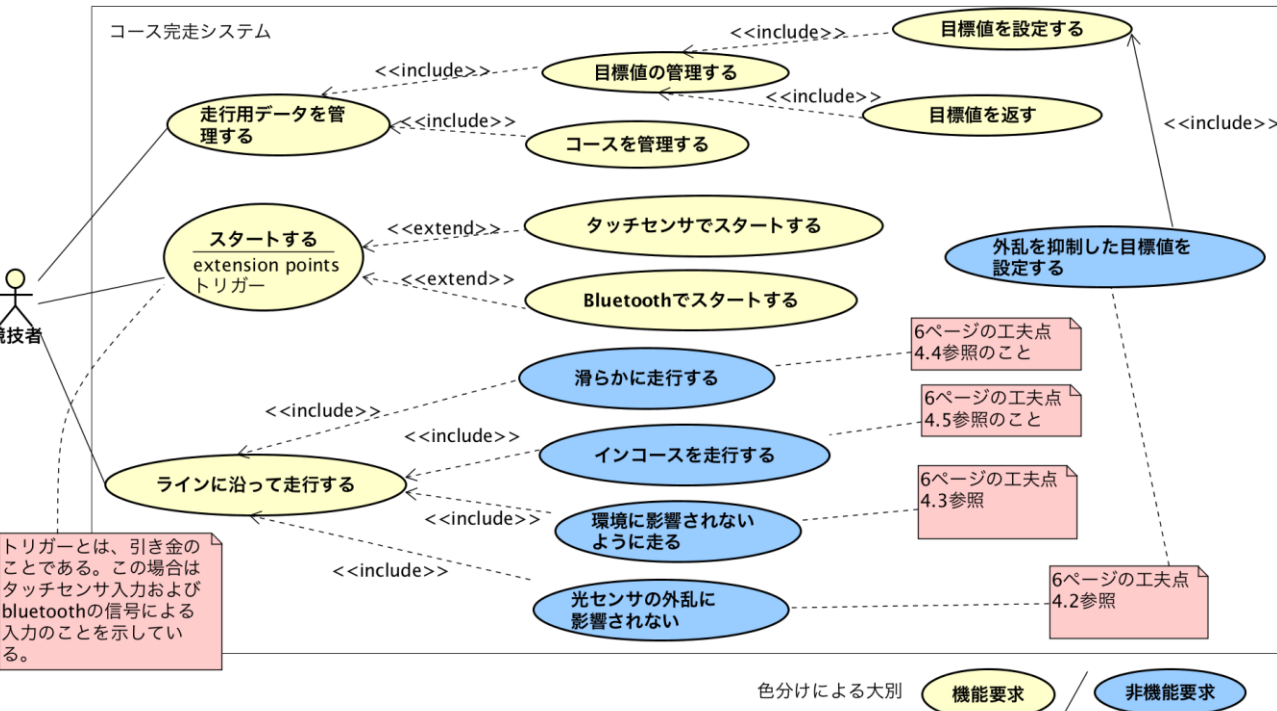 コース完走システム
<<include>>
目標値を設定する
<<include>>
目標値の管理する
<<include>>
目標値を返す
<<include>>
走行用データを管
理する
<<include>>
コースを管理する
スタートする
extension points
トリガー
<<extend>>
タッチセンサでスタートする
<<extend>>
Bluetoothでスタートする
外乱を抑制した目標値を
設定する
競技者
滑らかに走行する
6ページの工夫点
4.4参照のこと
<<include>>
<<include>>
インコースを走行する
6ページの工夫点
4.5参照のこと
ラインに沿って走行する
<<include>>
環境に影響されない
ように走る
6ページの工夫点
4.3参照
<<include>>
光センサの外乱に
影響されない
6ページの工夫点
4.2参照
トリガーとは、引き金の
ことである。この場合は
タッチセンサ入力および
bluetoothの信号による
入力のことを示してい
る。
色分けによる大別
機能要求
/
非機能要求